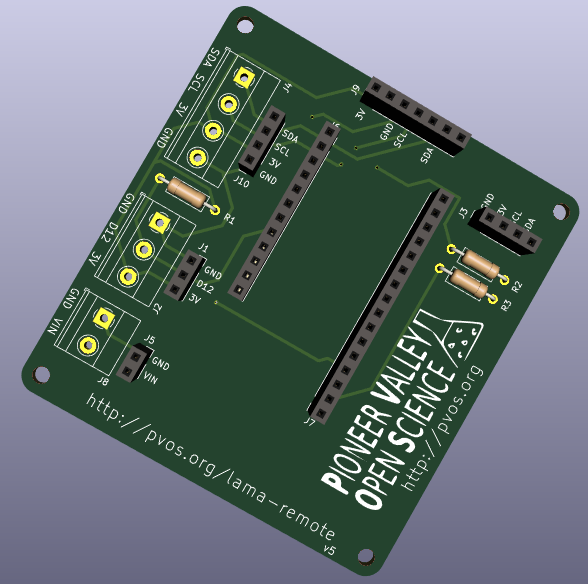 SDA
SCL
3V
GND
J4
SDA
SCL
3V
GND
J10
J9
3V
GND
SCL
SDA
J3
GND
3V
CL
DA
R1
R2
R3
GND
D12
3V
J2
J1
GND
D12
3V
GND
VIN
J8
J5
GND
VIN
J7
PIONEER VALLEY
OPEN SCIENCE
http://pvos.org
http://pvos.org/lama-remote
v5